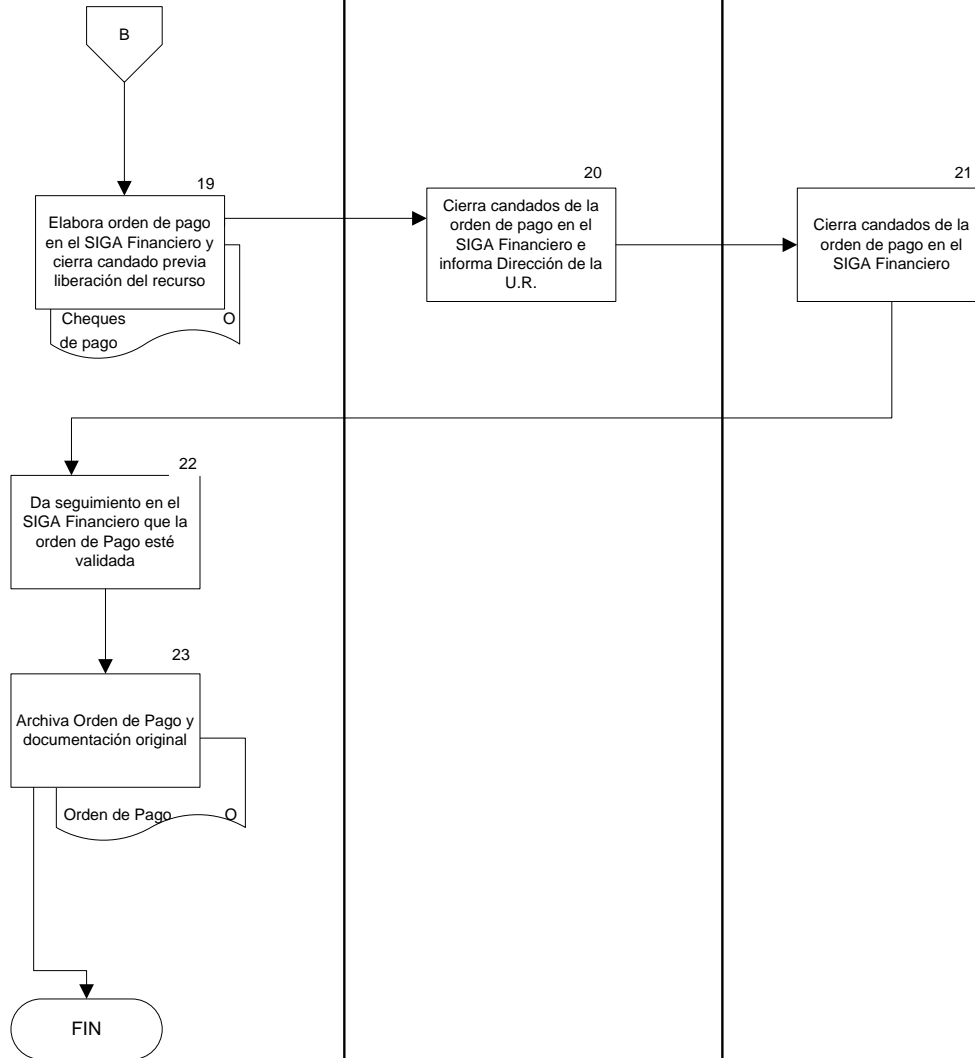 B
19
Elabora orden de pago
en el SIGA Financiero y
cierra candado previa
liberación del recurso
Cheques O
de pago
20
Cierra candados de la
orden de pago en el
SIGA Financiero e
informa Dirección de la
U.R.
21
Cierra candados de la
orden de pago en el
SIGA Financiero
22
Da seguimiento en el
SIGA Financiero que la
orden de Pago esté
validada
23
Archiva Orden de Pago y
documentación original
Orden de Pago O
FIN